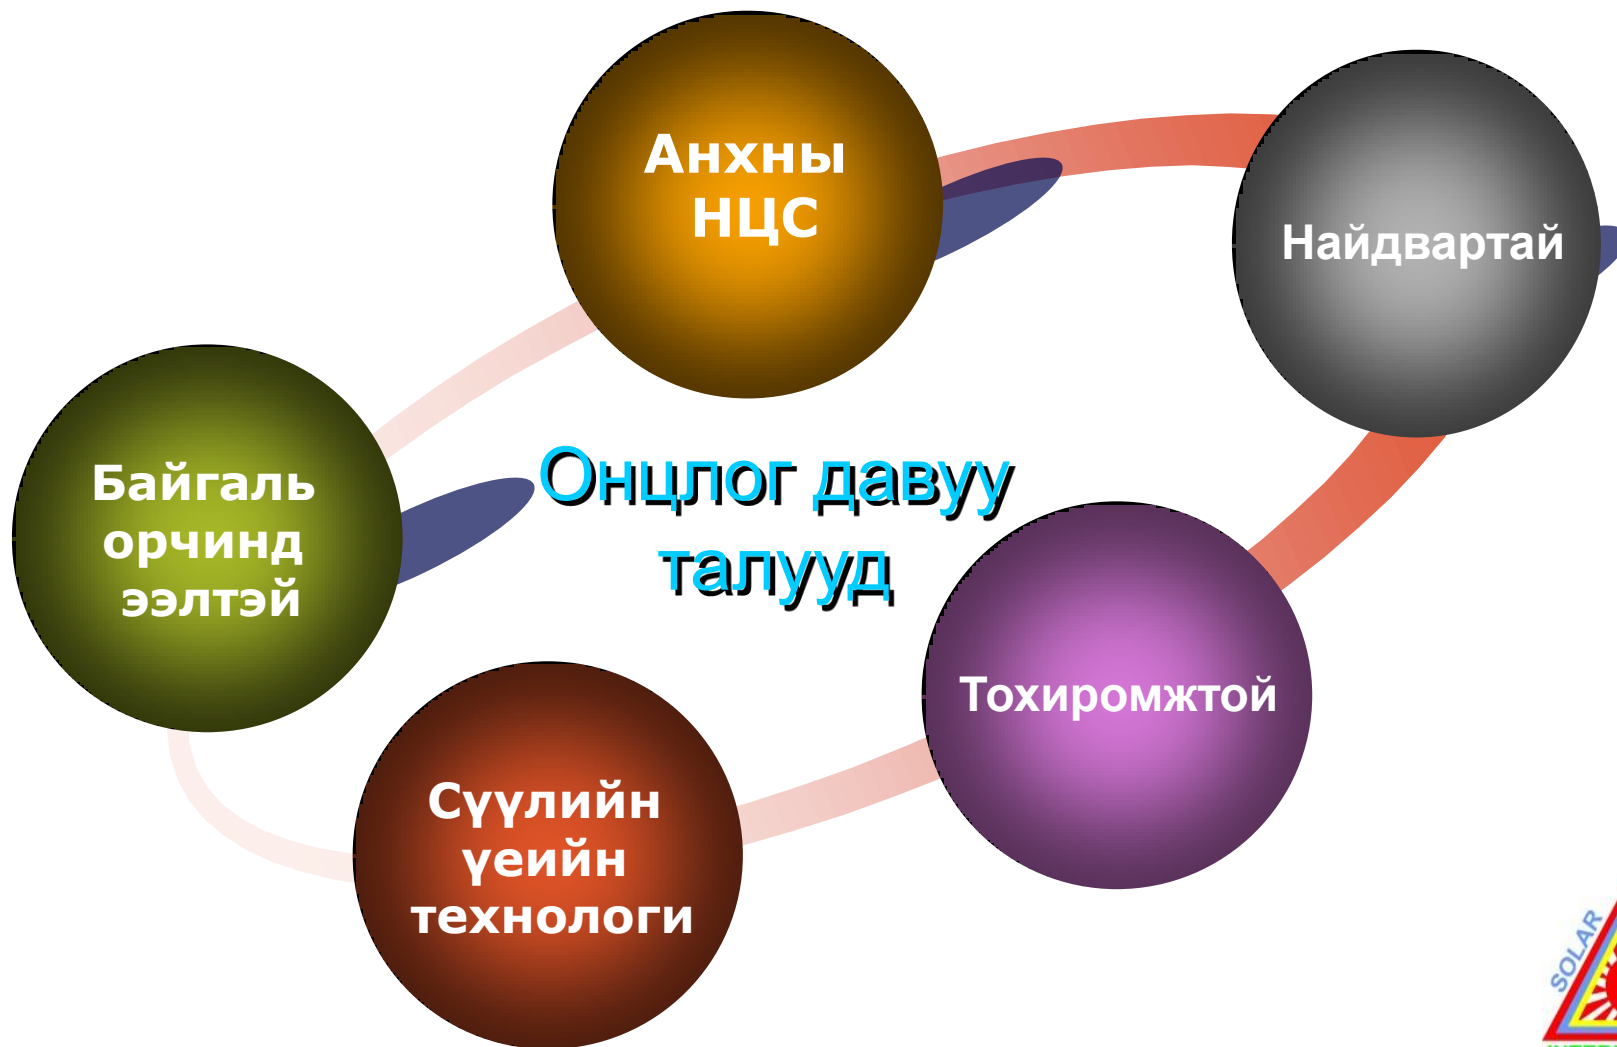 Анхны
НЦС
Найдвартай
Байгаль
орчинд
ээлтэй
Онцлог давуу
талууд
Тохиромжтой
Сүүлийн
үеийн
технологи
SOLAR